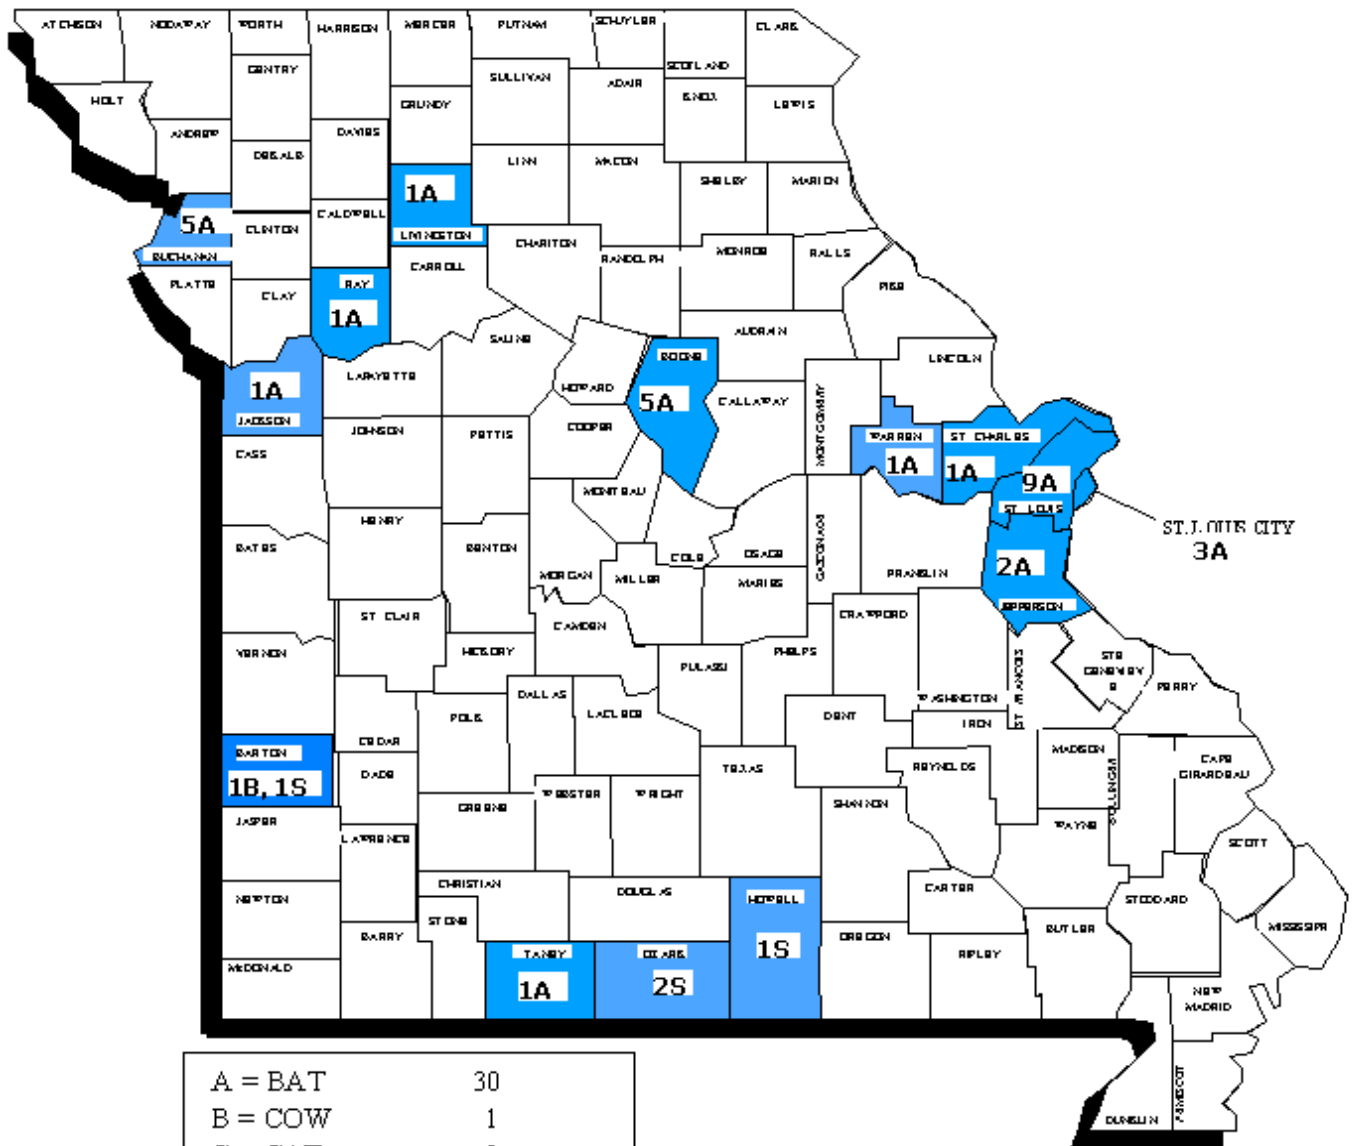 ATCHISON NODAWAY WORTH HARRISON MERCER PUTNAM SCHUYLER CLARK
SCOTLAND
GENTRY SULLIVAN ADAIR KNOX LEWIS
HOLT GRUNDY
ANDREW DAVIES
DEKALB LINN MACON SHELBY MARION
1A
5A CALDWELL
CLINTON LIVINGSTON CHARITON RANDOLPH MONROE RALLS
BUCHANAN CARROLL
PLATTE CLAY RAY PIKE
1A
SALINE AUDRAIN
BOONE LINCOLN
1A LAFAYETTE HOWARD 5A CALLAWAY MONTGOMERY
JACKSON JOHNSON PETTIS COOPER WARREN ST CHARLES
CASS 1A 1A 9A
MONITEAU ST LOUIS
HENRY ST.LOUIS CITY
3A
BATES BENTON COLE OSAGE GASCONADE
MORGAN MILLER MARIES FRANKLIN 2A
JEFFERSON
ST CLAIR CAMDEN CRAWFORD
VERNON HICKORY PULASKI PHELPS ST FRANCOIS STE GENEVIEVE
DALLAS LACLEDE WASHINGTON PERRY
POLK DENT IRON
CEDAR MADISON
BARTON DADE TEXAS REYNOLDS BOLLINGER CAPE GIRARDEAU
1B, 1S WEBSTER WRIGHT
GREENE SHANNON
JASPER LAWRENCE WAYNE SCOTT
CHRISTIAN DOUGLAS HOWELL CARTER
NEWTON STODDARD
STONE MISSISSIPPI
BARRY OREGON BUTLER
TANEY OZARK 1S RIPLEY
McDONALD 1A 2S
NEW MADRID
PEMISCOT
DUNKLIN
A = BAT 30
B = COW 1